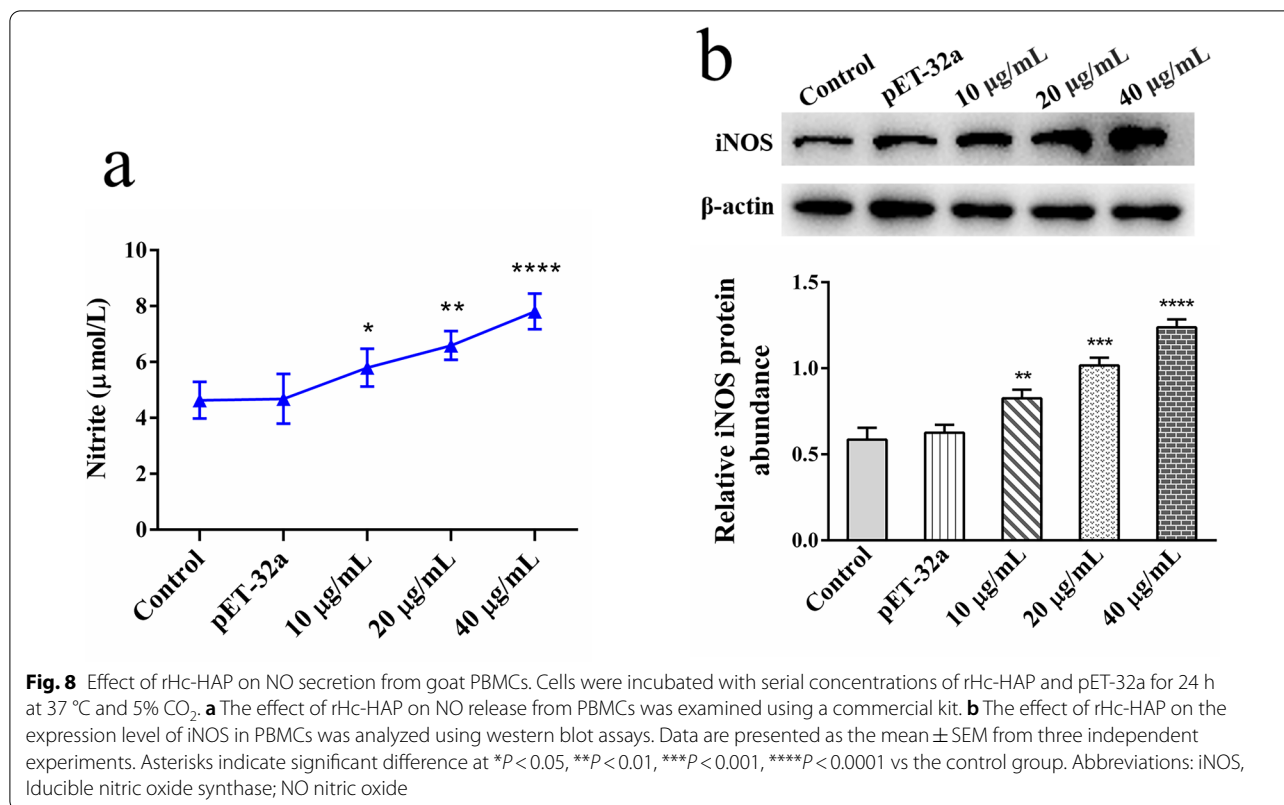 a
10
8
6
4
2
0
Nitrite (μmol/L)
*
**
****
Control
pET-32a
10 μg/mL
20 μg/mL
40 μg/mL
b
Control
pET-32a
10 μg/mL
20 μg/mL
40 μg/mL
iNOS
β-actin
Relative iNOS protein
abundance
1.5
1.0
0.5
0.0
**
***
****
Control
pET-32a
10 μg/mL
20 μg/mL
40 μg/mL
Fig. 8 Effect of rHc-HAP on NO secretion from goat PBMCs. Cells were incubated with serial concentrations of rHc-HAP and pET-32a for 24 h
at 37 °C and 5% CO₂. a The effect of rHc-HAP on NO release from PBMCs was examined using a commercial kit. b The effect of rHc-HAP on the
expression level of iNOS in PBMCs was analyzed using western blot assays. Data are presented as the mean ± SEM from three independent
experiments. Asterisks indicate significant difference at *P < 0.05, **P < 0.01, ***P < 0.001, ****P < 0.0001 vs the control group. Abbreviations: iNOS,
Iducible nitric oxide synthase; NO nitric oxide